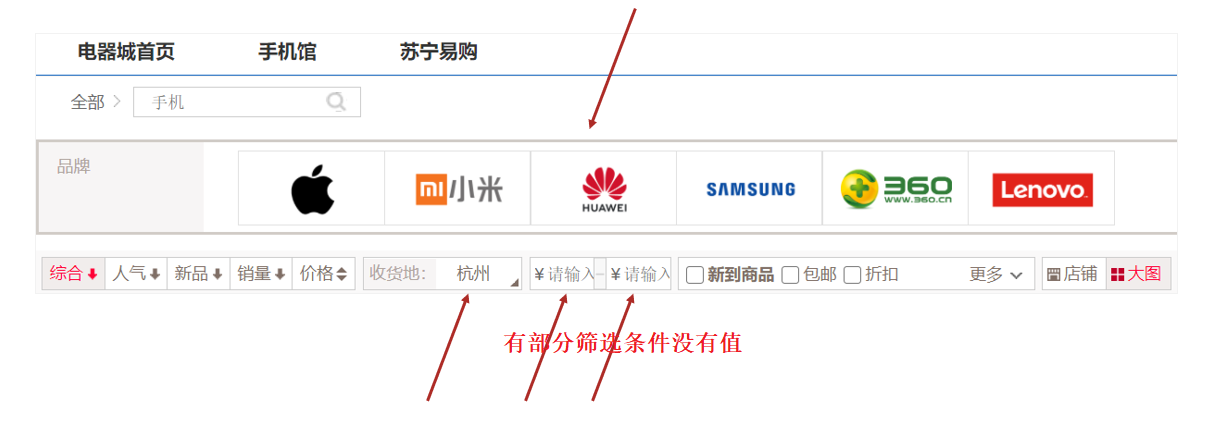 电器城首页 手机馆 苏宁易购
全部 手机
品牌 小米 HUAWEI SAMSUNG 360 www.360.cn Lenovo
综合 人气 新品 销量 价格 收货地: 杭州 ¥请输入 – ¥请输入 新到商品 包邮 折扣 更多 店铺 大图
有部分筛选条件没有值